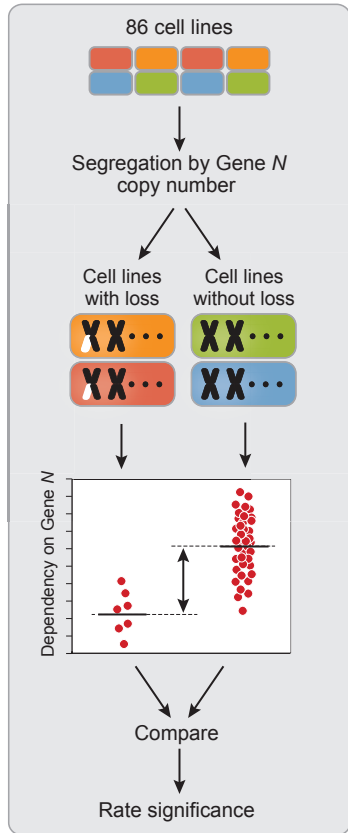 86 cell lines
Segregation by Gene N
copy number
Cell lines
with loss
Cell lines
without loss
Dependency on Gene N
Compare
Rate significance